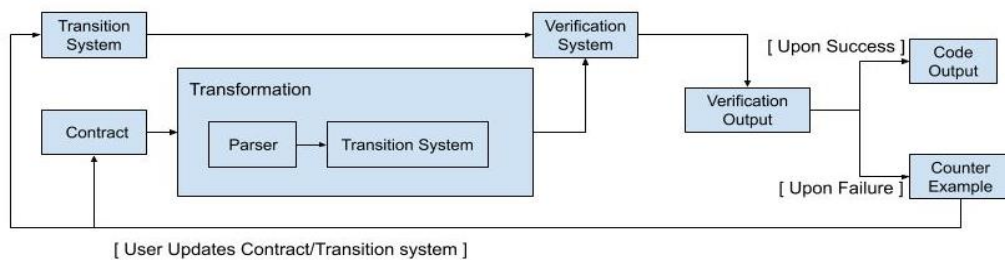 Transition
System
Verification
System
[ Upon Success ]
Code
Output
Transformation
Verification
Output
Contract
Parser
Transition System
[ Upon Failure ]
Counter
Example
[ User Updates Contract/Transition system ]